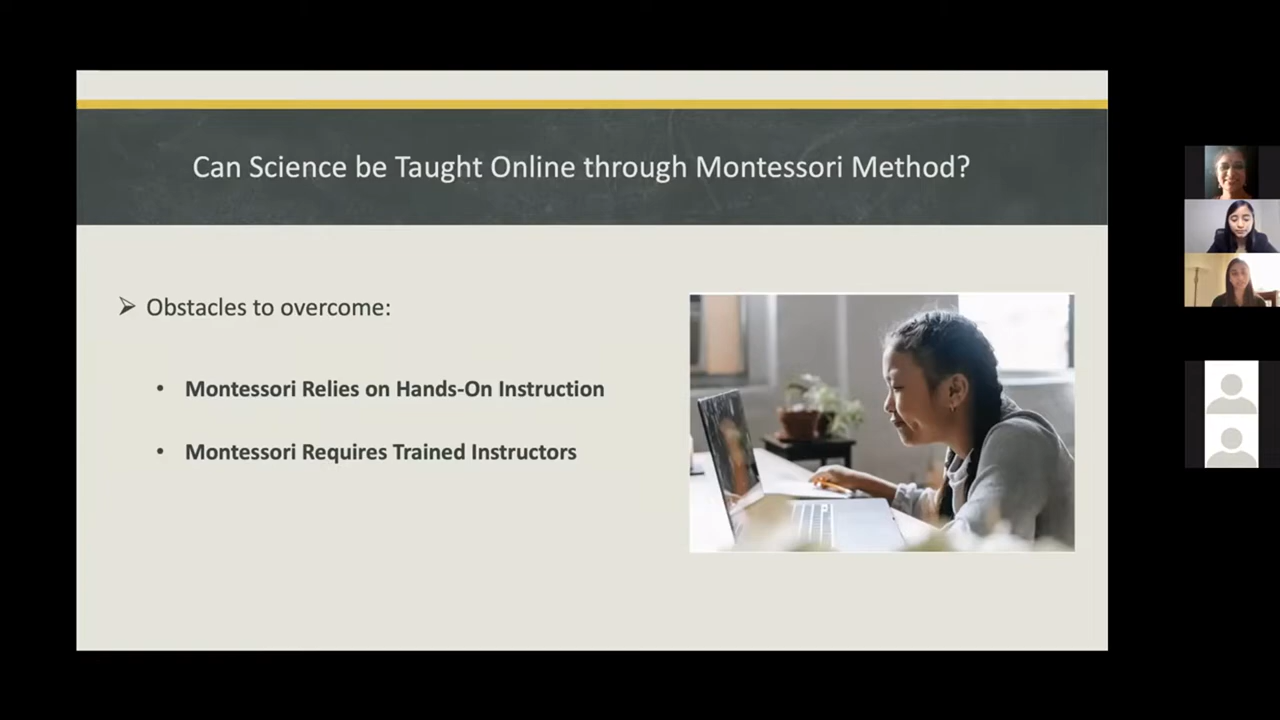 Can Science be Taught Online through Montessori Method?
Obstacles to overcome:
Montessori Relies on Hands-On Instruction
Montessori Requires Trained Instructors